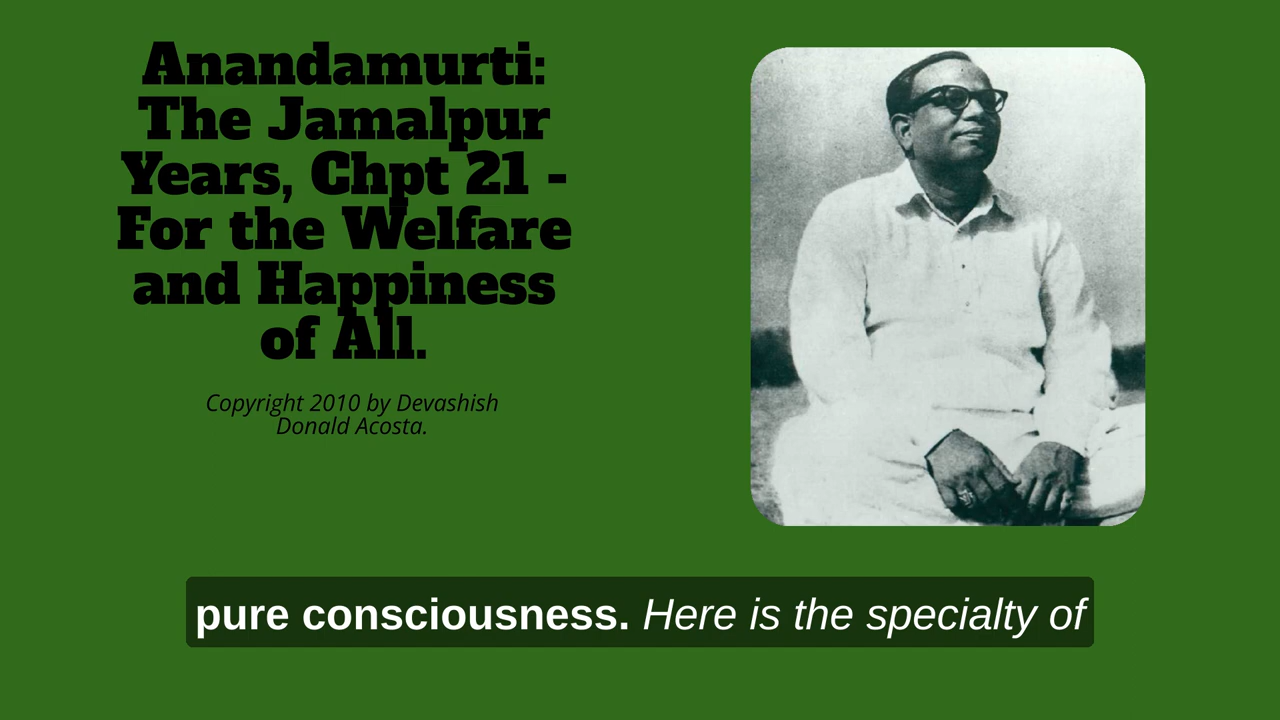 Anandamurti:
The Jamalpur
Years, Chpt 21 -
For the Welfare
and Happiness
of All.
Copyright 2010 by Devashish
Donald Acosta.
pure consciousness. Here is the specialty of